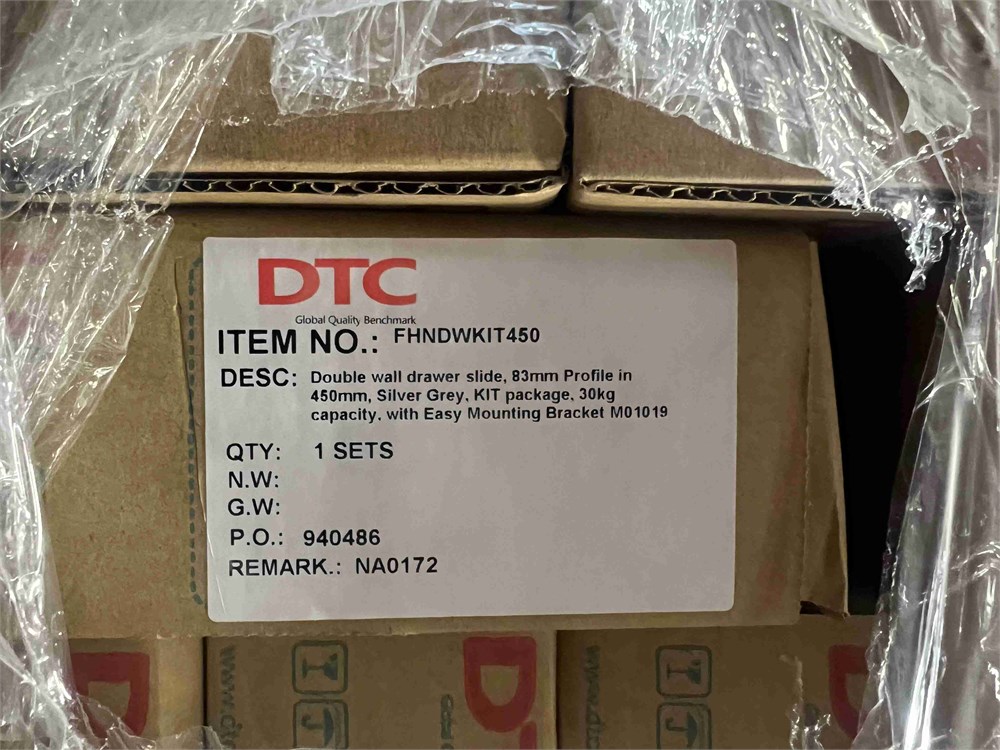 DTC
Global Quality Benchmark
ITEM NO.: FHNDWKIT450
DESC: Double wall drawer slide, 83mm Profile in
450mm, Silver Grey, KIT package, 30kg
capacity, with Easy Mounting Bracket M01019
QTY: 1 SETS
N.W:
G.W:
P.O.: 940486
REMARK.: NA0172